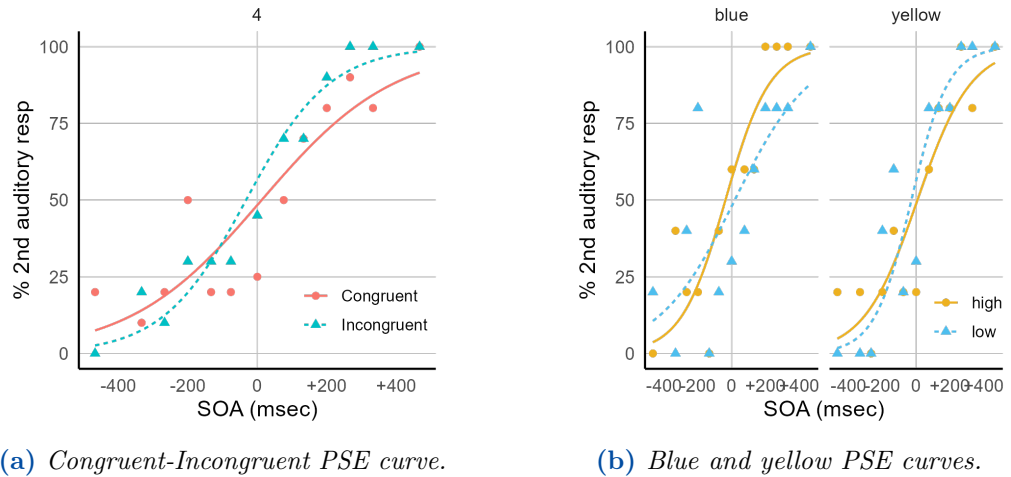 4
100
75
50
25
0
% 2nd auditory resp
Congruent
Incongruent
-400 -200 0 +200 +400
SOA (msec)
(a) Congruent-Incongruent PSE curve.
blue yellow
100
75
50
25
0
% 2nd auditory resp
high
low
-400 -200 0 +200 +400 -400 -200 0 +200 +400
SOA (msec)
(b) Blue and yellow PSE curves.